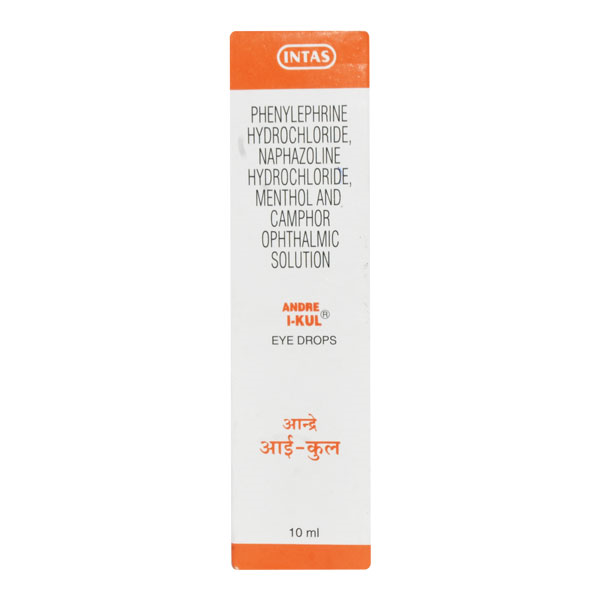 INTAS
PHENYLEPHRINE
HYDROCHLORIDE,
NAPHAZOLINE
HYDROCHLORIDE,
MENTHOL AND
CAMPHOR
OPHTHALMIC
SOLUTION
ANDRE
I-KUL®
EYE DROPS
आन्द्रे
आई-कुल
10 ml